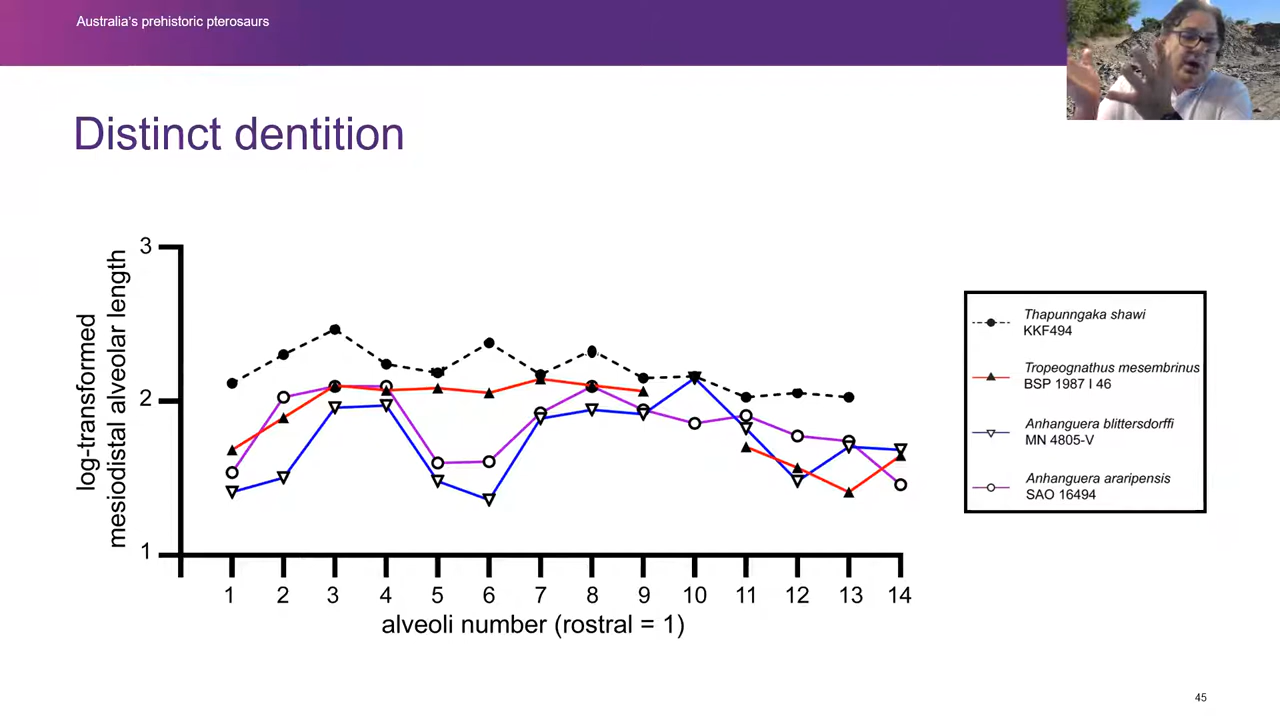 Australia's prehistoric pterosaurs
Distinct dentition
log-transformed
mesiodistal alveolar length
3
2
1
1 2 3 4 5 6 7 8 9 10 11 12 13 14
alveoli number (rostral = 1)
Thapunngaka shawi
KKF494
Tropeognathus mesembrinus
BSP 1987 I 46
Anhanguera blittersdorffi
MN 4805-V
Anhanguera araripensis
SAO 16494
45